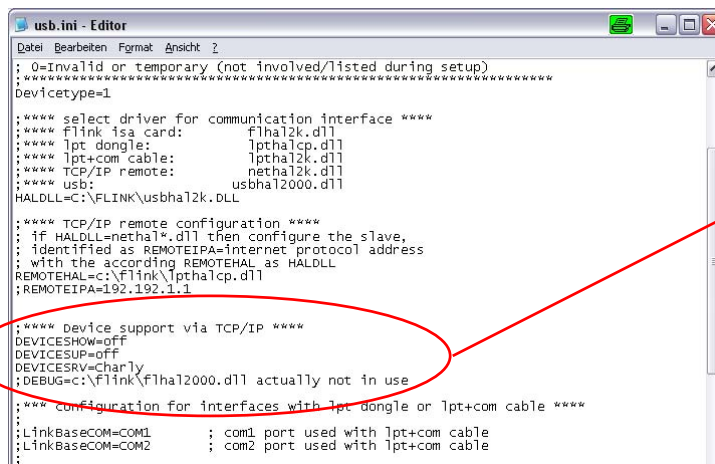 usb.ini - Editor
Datei Bearbeiten Format Ansicht ?
; 0=Invalid or temporary (not involved/listed during setup)
;*******************************************************************
Devicetype=1
;**** select driver for communication interface ****
;**** flink isa card: flhal2k.dll
;**** lpt dongle: lpthalcp.dll
;**** lpt+com cable: lpthal2k.dll
;**** TCP/IP remote: nethal2k.dll
;**** usb: usbhal2000.dll
HALDLL=C:\FLINK\usbhal2k.DLL
;**** TCP/IP remote configuration ****
; if HALDLL=nethal*.dll then configure the slave,
; identified as REMOTEIPA=internet protocol address
; with the according REMOTEHAL as HALDLL
REMOTEHAL=c:\flink\lpthalcp.dll
;REMOTEIPA=192.192.1.1
;**** Device support via TCP/IP ****
DEVICESHOW=off
DEVICESUP=off
DEVICESRV=Charly
;DEBUG=c:\flink\flhal2000.dll actually not in use
;*** configuration for interfaces with lpt dongle or lpt+com cable ****
;
;LinkBaseCOM=COM1 ; com1 port used with lpt+com cable
;LinkBaseCOM=COM2 ; com2 port used with lpt+com cable
;